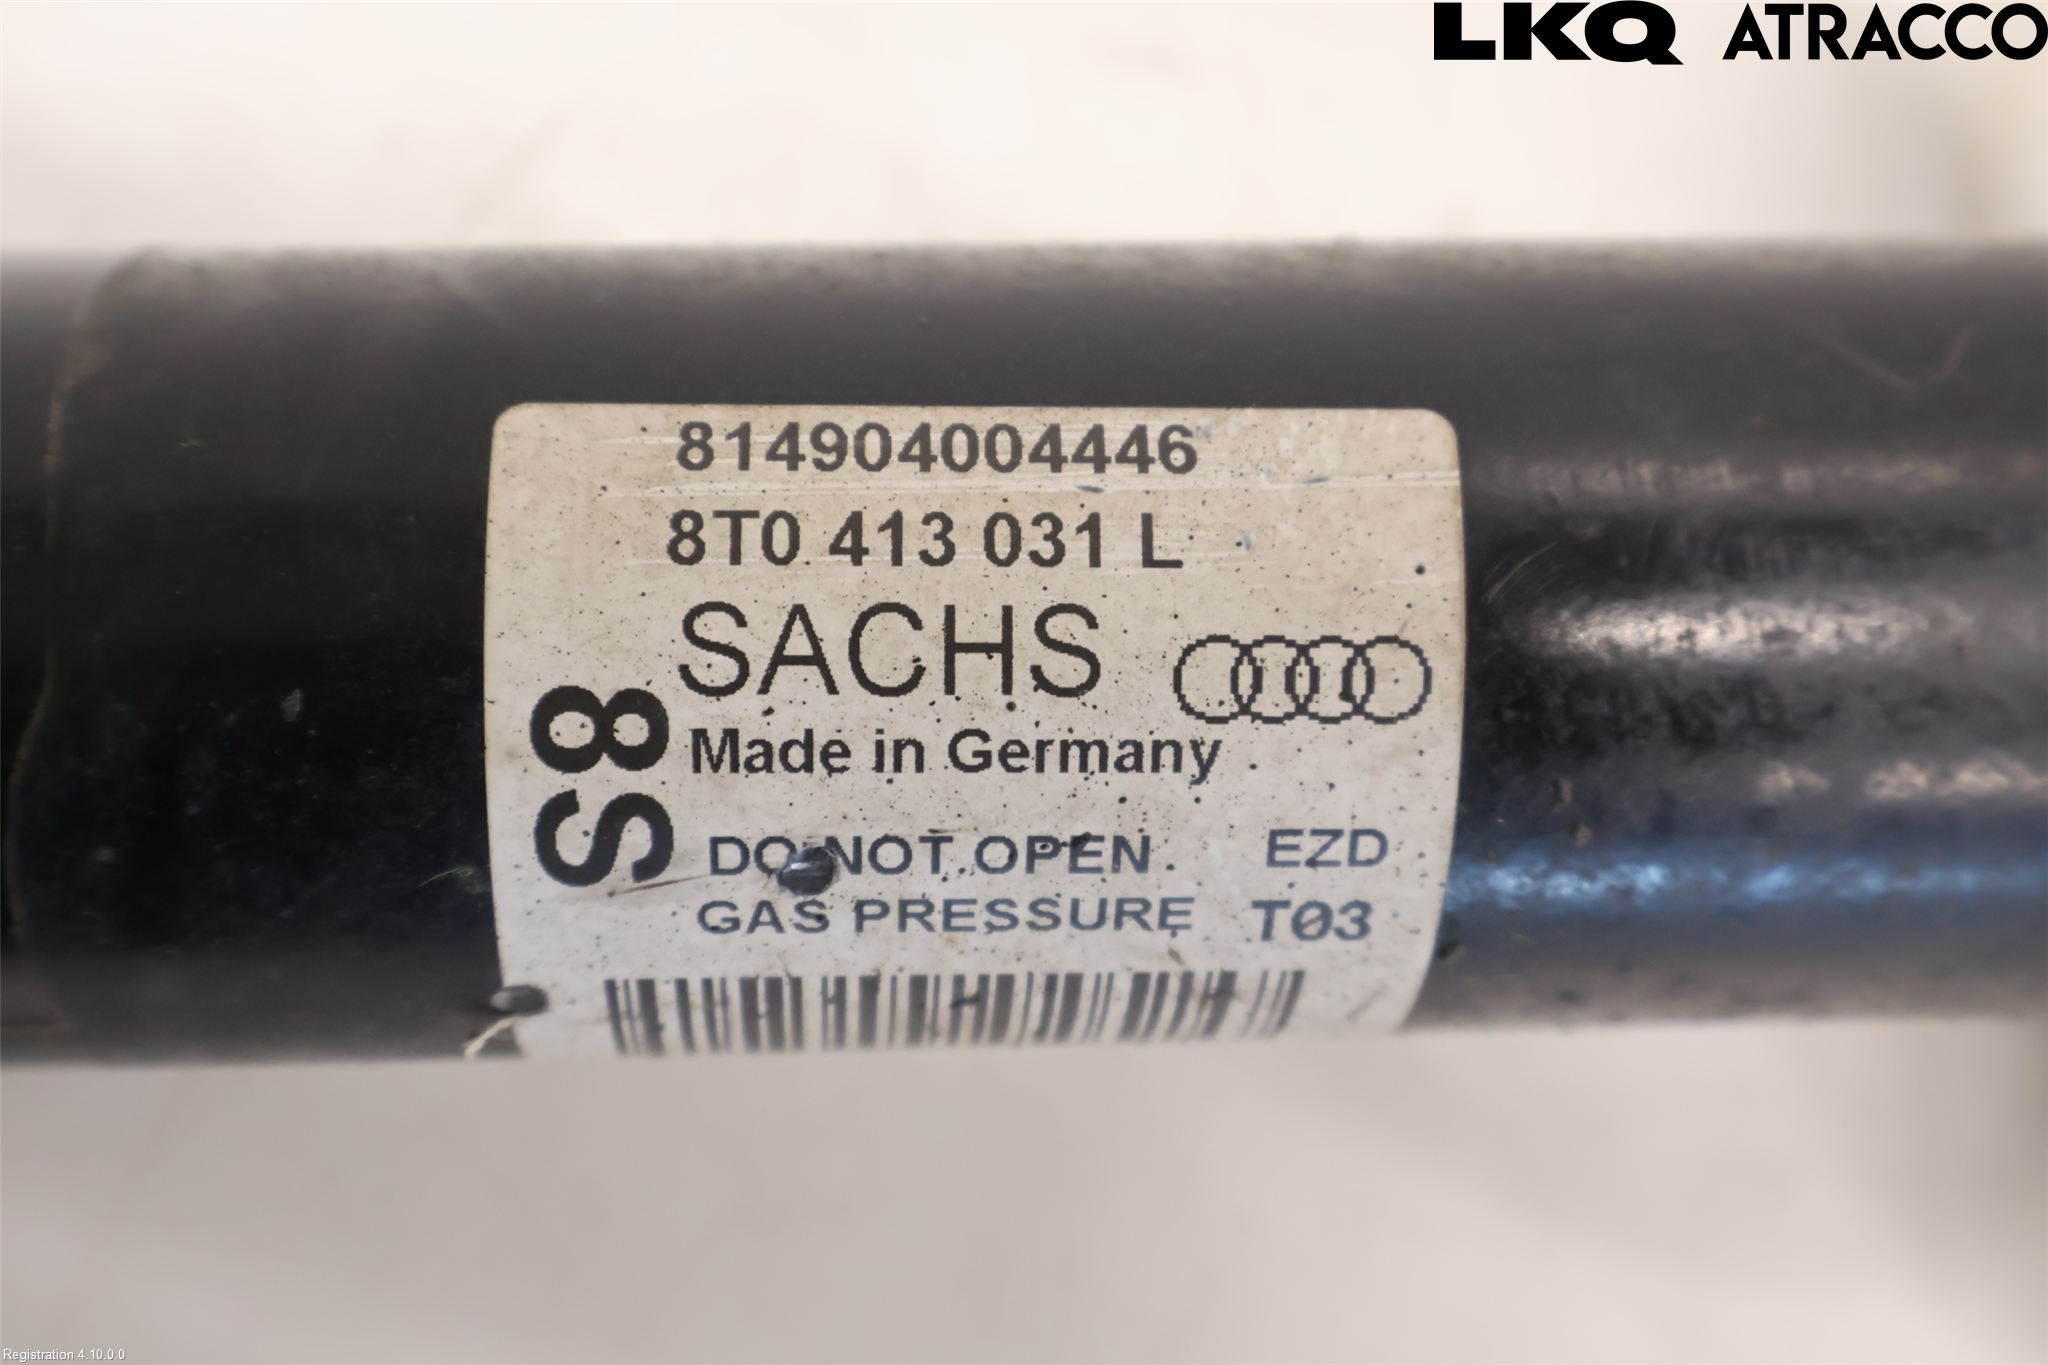 LKQ ATRACCO
814904004446
8T0 413 031 L
SACHS
Made in Germany
S8
DO NOT OPEN EZD
GAS PRESSURE T03
Registration 4.10.0.0